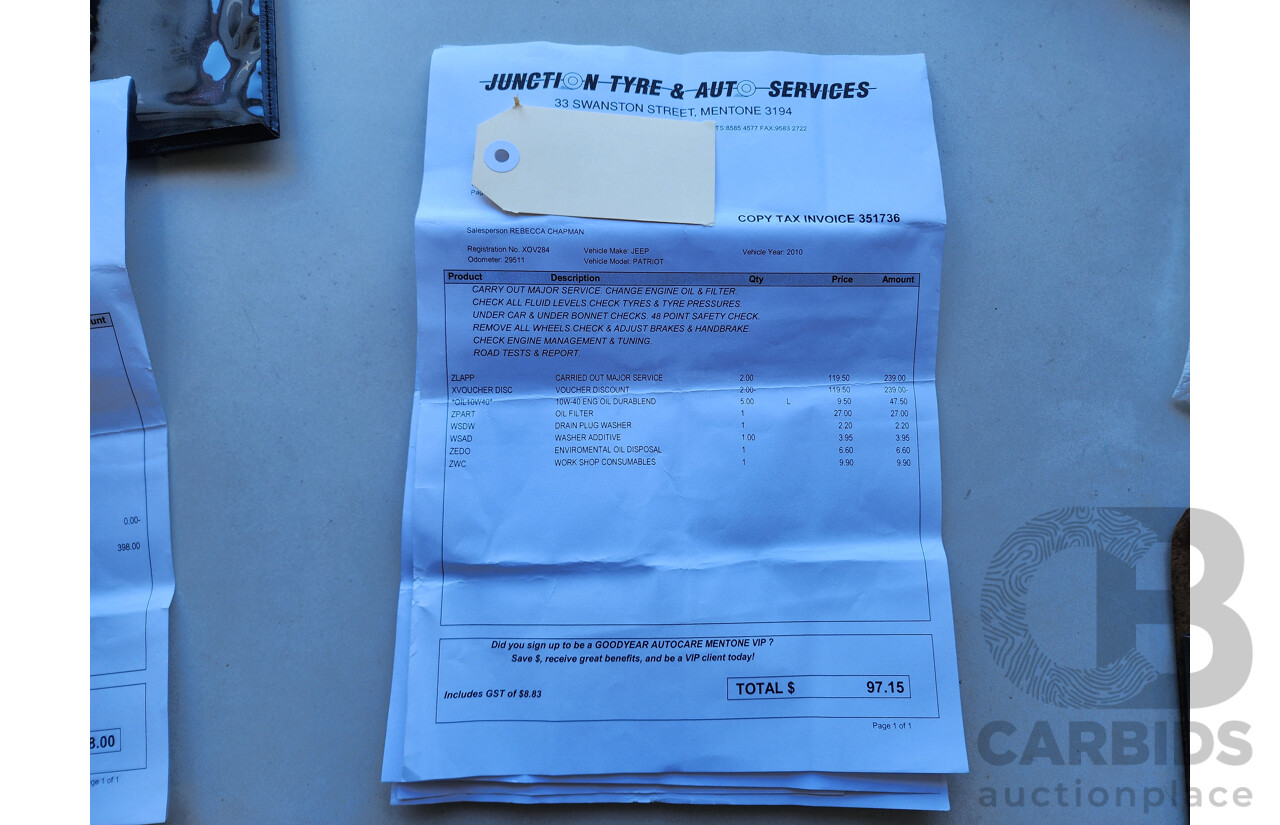 JUNCTION TYRE & AUTO SERVICES
33 SWANSTON STREET, MENTONE 3194
TS:8585 4577 FAX:9583 2722
COPY TAX INVOICE 351736
Salesperson REBECCA CHAPMAN
Registration No. XOV284 Vehicle Make: JEEP Vehicle Year: 2010
Odometer: 29511 Vehicle Model: PATRIOT
Product Description Qty Price Amount
CARRY OUT MAJOR SERVICE. CHANGE ENGINE OIL & FILTER.
CHECK ALL FLUID LEVELS.CHECK TYRES & TYRE PRESSURES.
UNDER CAR & UNDER BONNET CHECKS. 48 POINT SAFETY CHECK.
REMOVE ALL WHEELS.CHECK & ADJUST BRAKES & HANDBRAKE.
CHECK ENGINE MANAGEMENT & TUNING.
ROAD TESTS & REPORT.
ZLAPP CARRIED OUT MAJOR SERVICE 2.00 119.50 239.00
XVOUCHER DISC VOUCHER DISCOUNT 2.00- 119.50 239.00-
*OIL10W40* 10W-40 ENG OIL DURABLEND 5.00 L 9.50 47.50
ZPART OIL FILTER 1 27.00 27.00
WSDW DRAIN PLUG WASHER 1 2.20 2.20
WSAD WASHER ADDITIVE 1.00 3.95 3.95
ZEDO ENVIROMENTAL OIL DISPOSAL 1 6.60 6.60
ZWC WORK SHOP CONSUMABLES 1 9.90 9.90
Did you sign up to be a GOODYEAR AUTOCARE MENTONE VIP ?
Save $, receive great benefits, and be a VIP client today!
Includes GST of $8.83 TOTAL $ 97.15
Page 1 of 1
unt
0.00-
398.00
8.00
ge 1 of 1
CB
CARBIDS
auctionplace